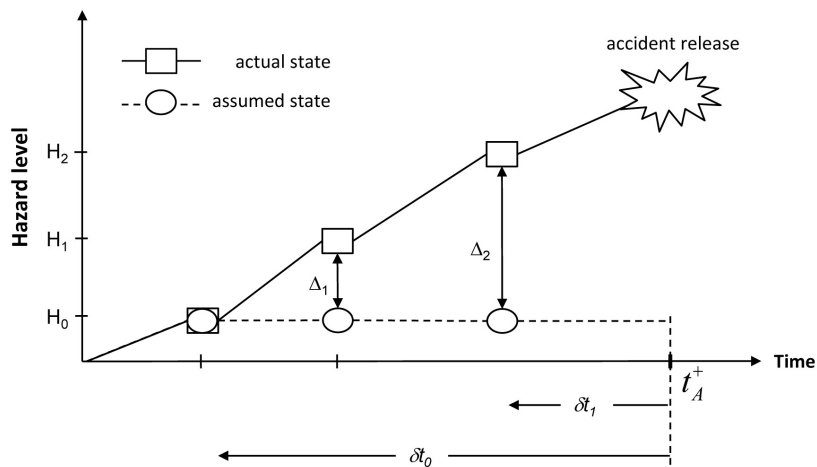 accident release
actual state
assumed state
Hazard level
H2
H1
H0
Δ1
Δ2
Time
t+A
δt1
δt0